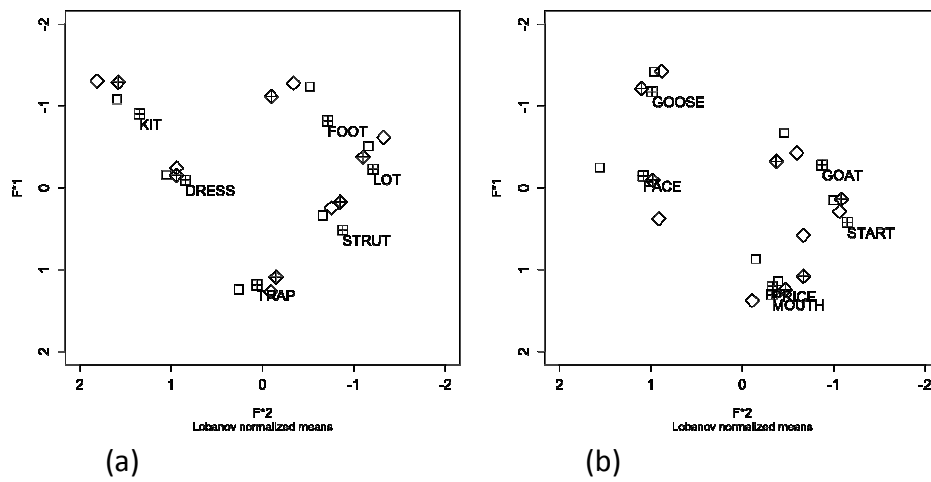 -2
-1
0
1
2
F*1
KIT
DRESS
FOOT
LOT
STRUT
TRAP
2 1 0 -1 -2
F*2
Lobanov normalized means
(a)
-2
-1
0
1
2
F*1
GOOSE
FACE
GOAT
START
PRICE
MOUTH
2 1 0 -1 -2
F*2
Lobanov normalized means
(b)